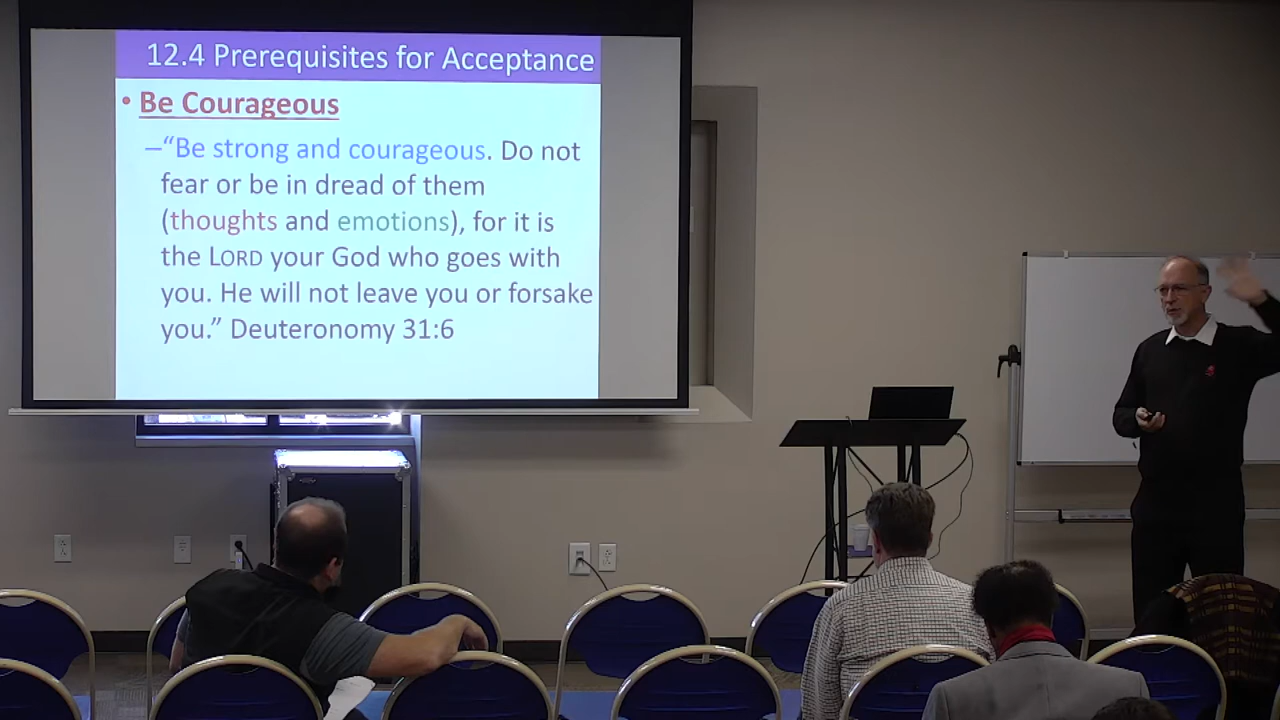 12.4 Prerequisites for Acceptance
• Be Courageous
–“Be strong and courageous. Do not
fear or be in dread of them
(thoughts and emotions), for it is
the LORD your God who goes with
you. He will not leave you or forsake
you.” Deuteronomy 31:6